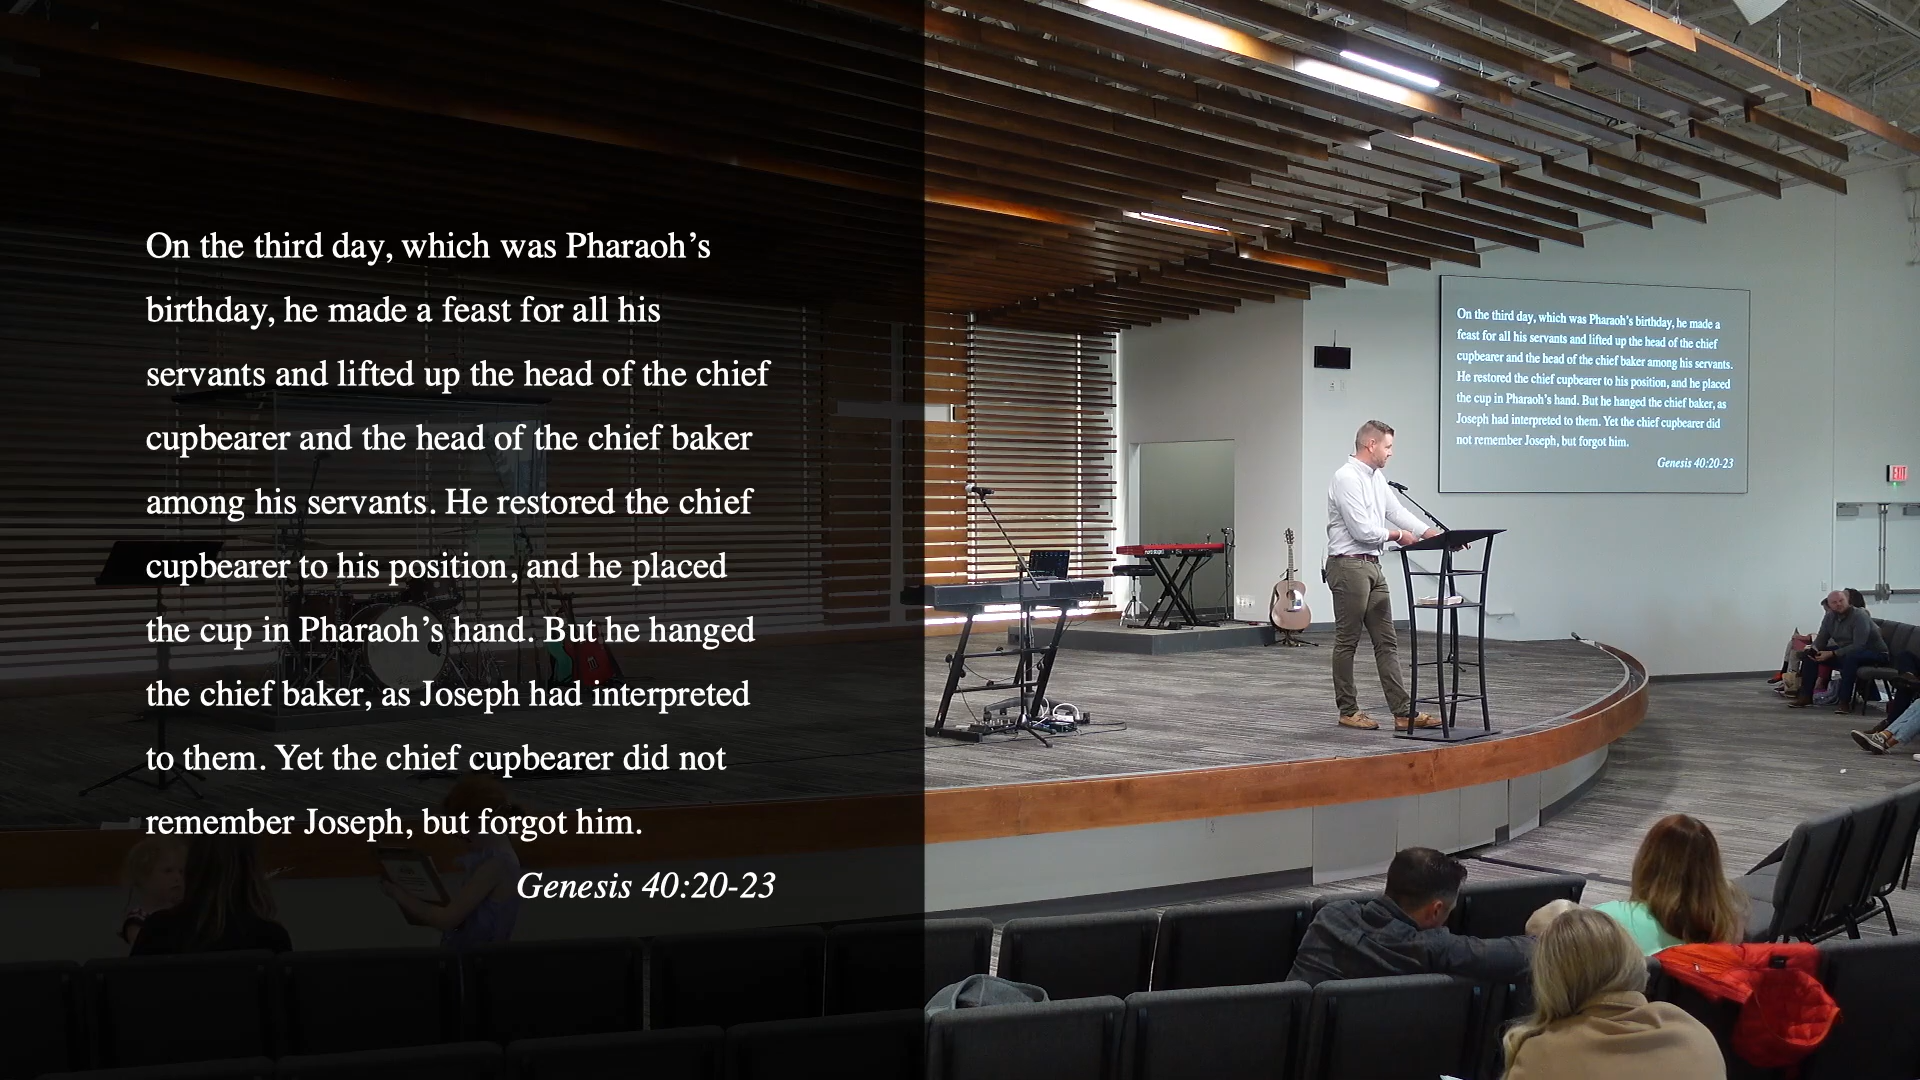 On the third day, which was Pharaoh’s
birthday, he made a feast for all his
servants and lifted up the head of the chief
cupbearer and the head of the chief baker
among his servants. He restored the chief
cupbearer to his position, and he placed
the cup in Pharaoh’s hand. But he hanged
the chief baker, as Joseph had interpreted
to them. Yet the chief cupbearer did not
remember Joseph, but forgot him.
Genesis 40:20-23
On the third day, which was Pharaoh’s birthday, he made a
feast for all his servants and lifted up the head of the chief
cupbearer and the head of the chief baker among his servants.
He restored the chief cupbearer to his position, and he placed
the cup in Pharaoh’s hand. But he hanged the chief baker, as
Joseph had interpreted to them. Yet the chief cupbearer did
not remember Joseph, but forgot him.
Genesis 40:20-23
EXIT